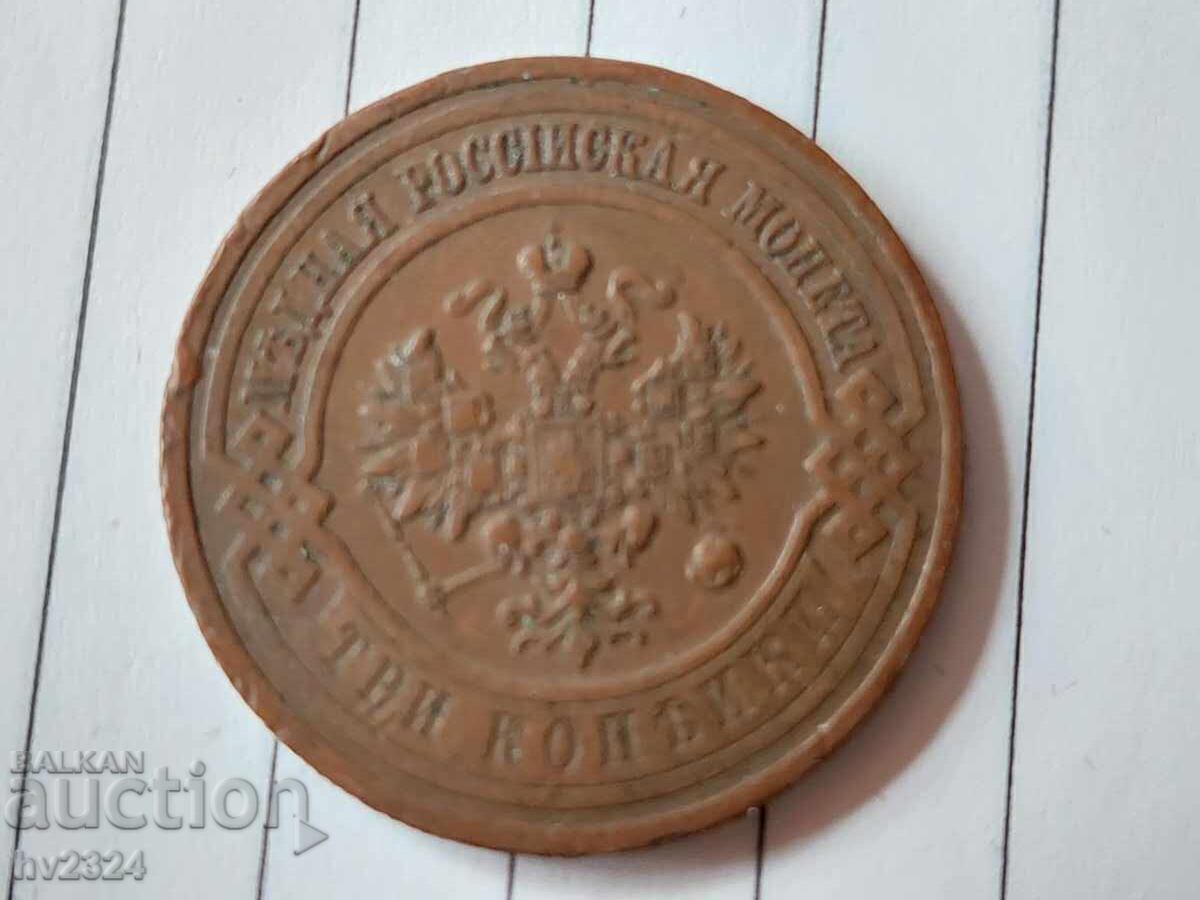 МѢДНАЯ РОССІЙСКАЯ МОНЕТА
ТРИ КОПѢЙКИ
BALKAN
auction
hv2324